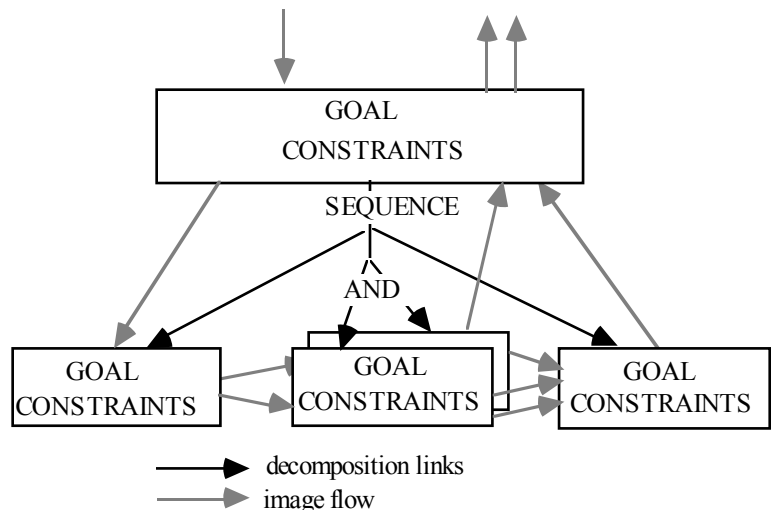 GOAL
CONSTRAINTS
SEQUENCE
AND
GOAL
CONSTRAINTS
GOAL
CONSTRAINTS
GOAL
CONSTRAINTS
decomposition links
image flow